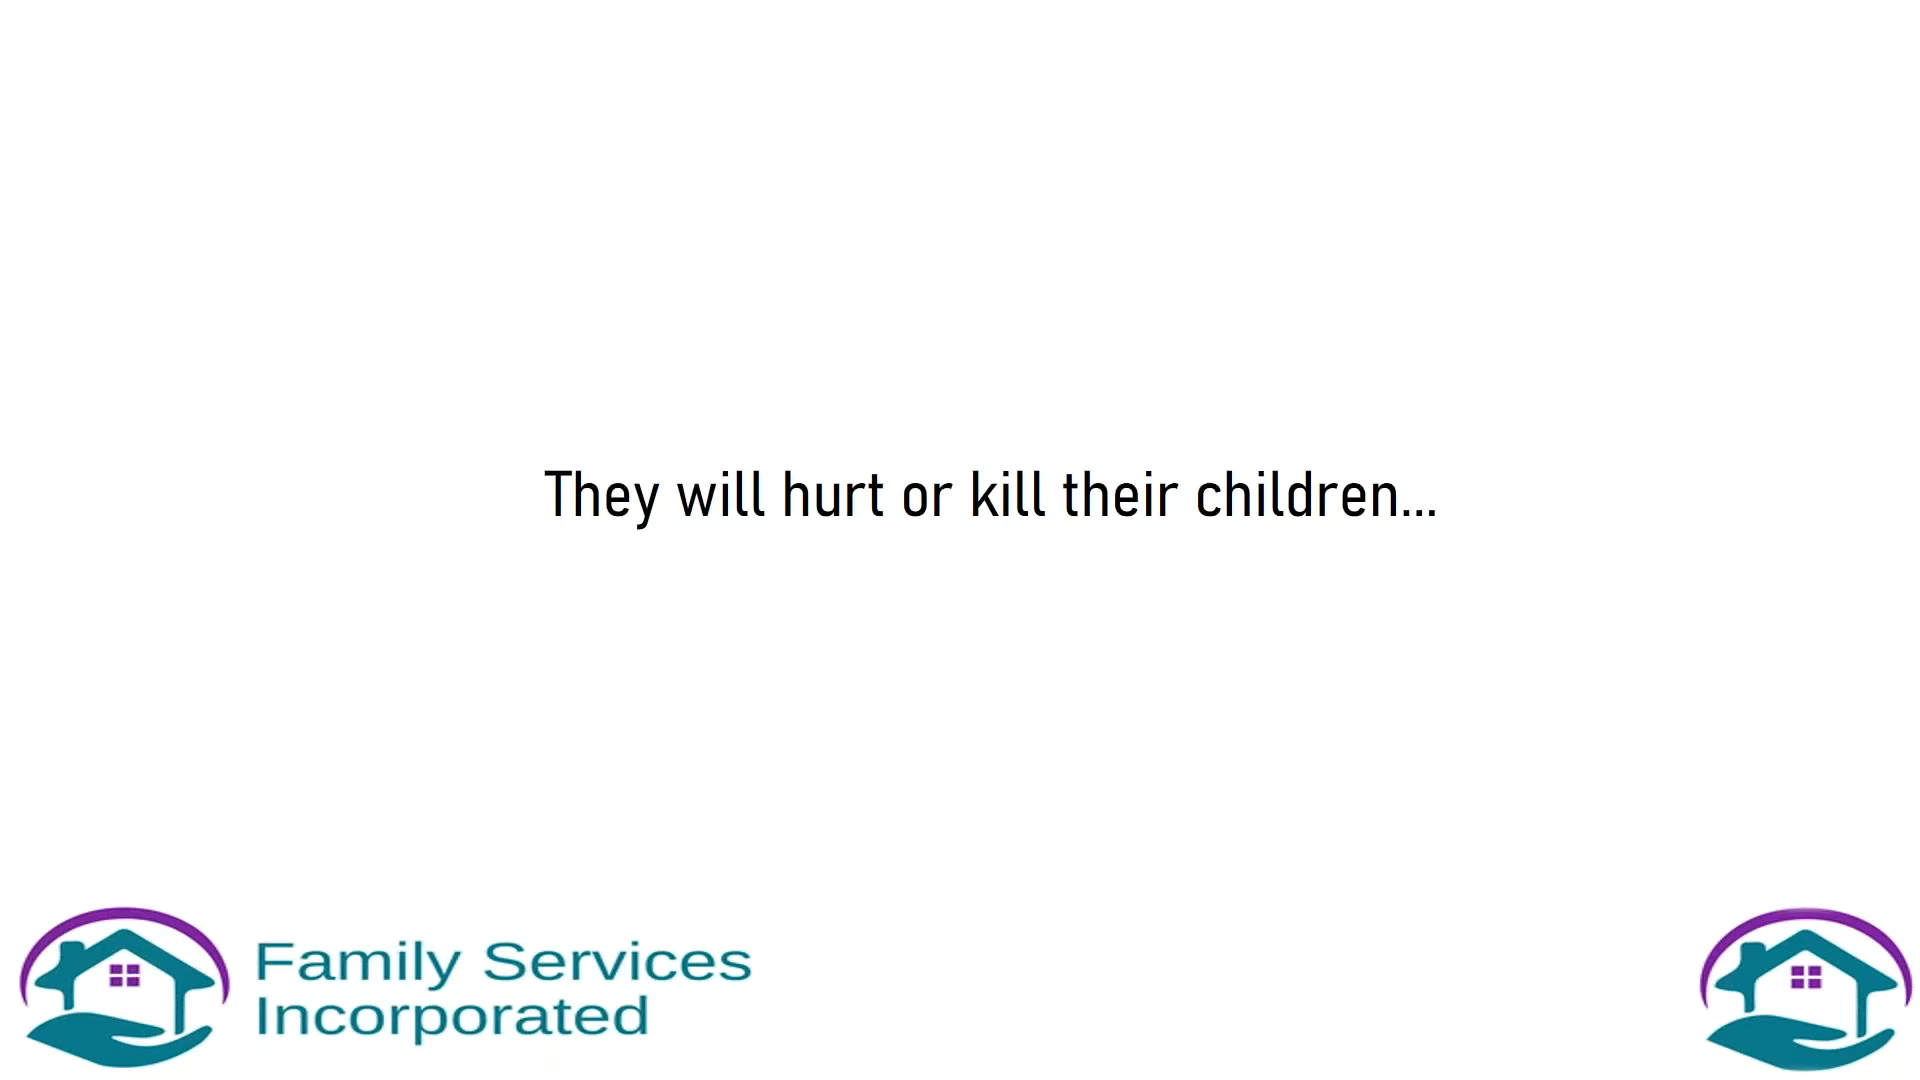 They will hurt or kill their children...
Family Services
Incorporated